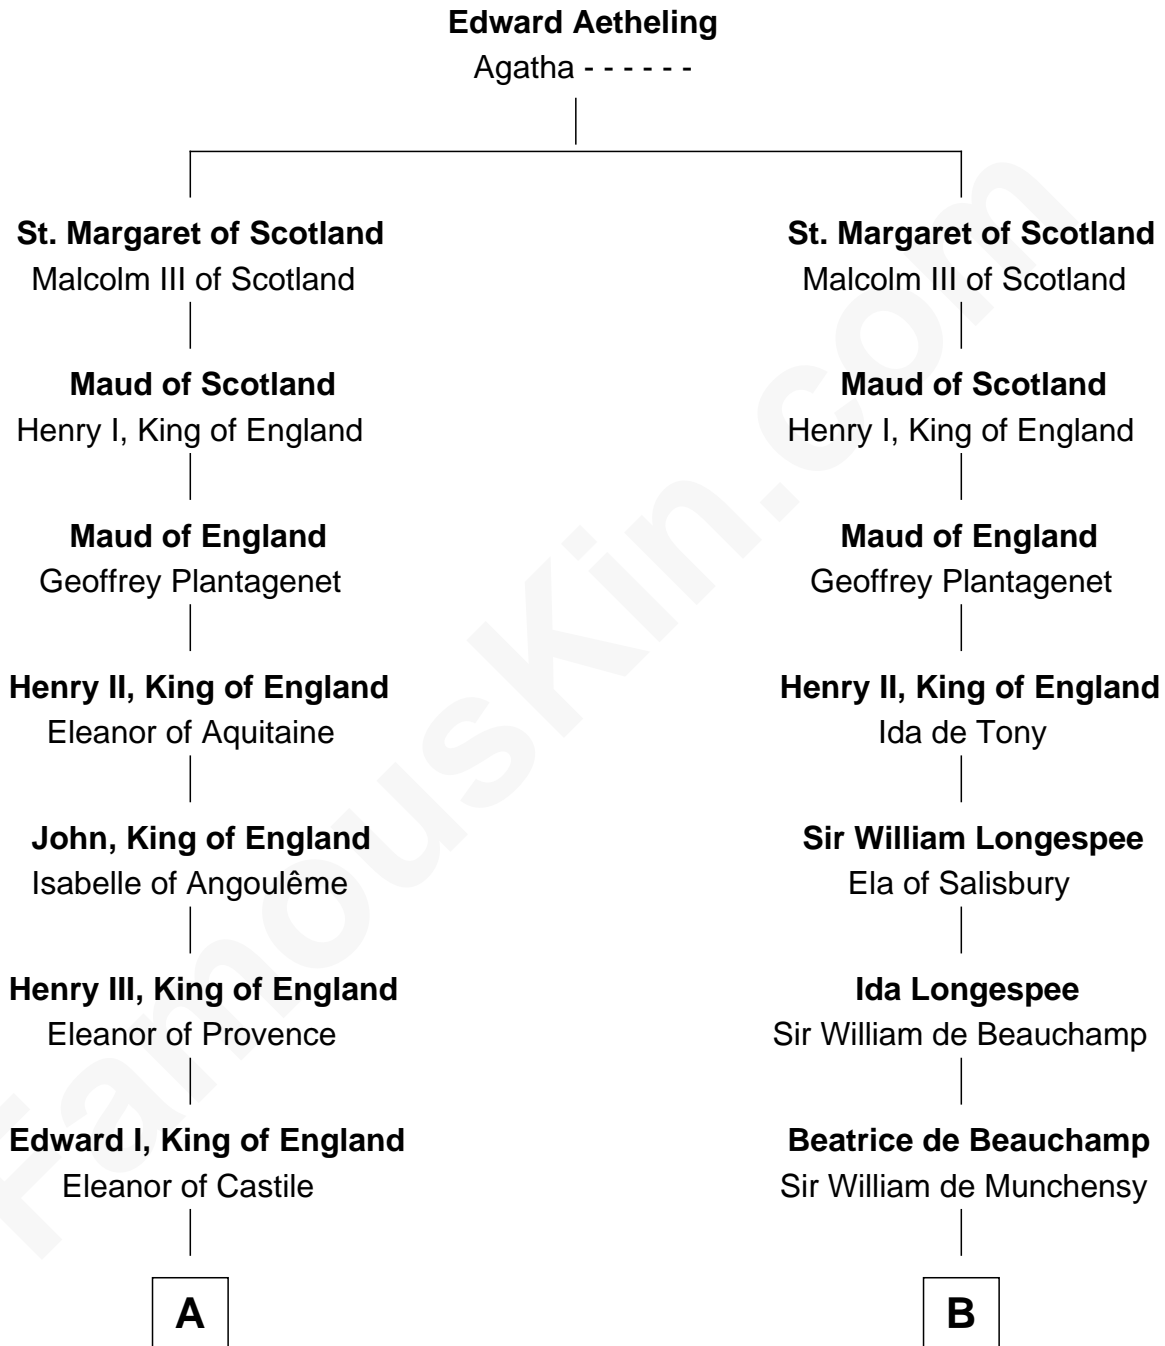 Edward Aetheling
Agatha - - - - - -
St. Margaret of Scotland
Malcolm III of Scotland
St. Margaret of Scotland
Malcolm III of Scotland
Maud of Scotland
Henry I, King of England
Maud of Scotland
Henry I, King of England
Maud of England
Geoffrey Plantagenet
Maud of England
Geoffrey Plantagenet
Henry II, King of England
Eleanor of Aquitaine
Henry II, King of England
Ida de Tony
John, King of England
Isabelle of Angoulême
Sir William Longespee
Ela of Salisbury
Henry III, King of England
Eleanor of Provence
Ida Longespee
Sir William de Beauchamp
Edward I, King of England
Eleanor of Castile
Beatrice de Beauchamp
Sir William de Munchensy
A
B
FamousKin.com